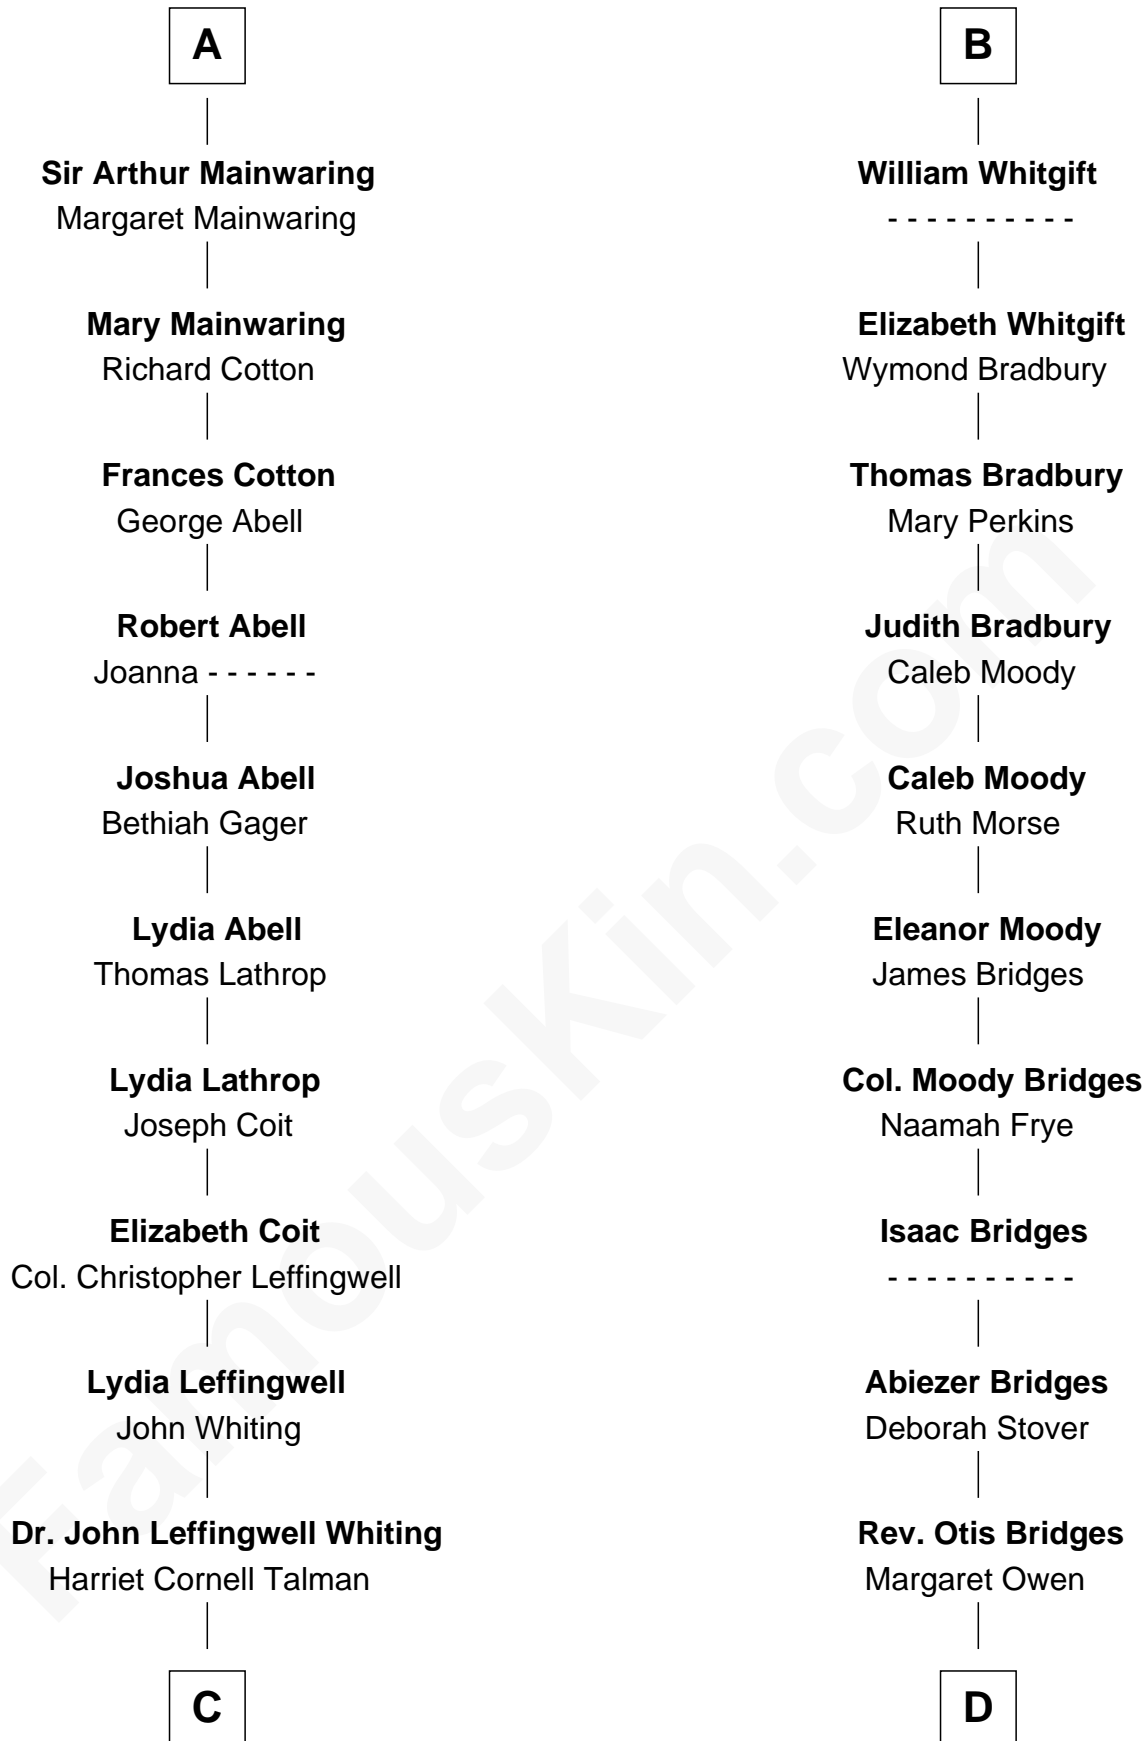 A
Sir Arthur Mainwaring
Margaret Mainwaring
Mary Mainwaring
Richard Cotton
Frances Cotton
George Abell
Robert Abell
Joanna - - - - - -
Joshua Abell
Bethiah Gager
Lydia Abell
Thomas Lathrop
Lydia Lathrop
Joseph Coit
Elizabeth Coit
Col. Christopher Leffingwell
Lydia Leffingwell
John Whiting
Dr. John Leffingwell Whiting
Harriet Cornell Talman
C
B
William Whitgift
- - - - - - - - - -
Elizabeth Whitgift
Wymond Bradbury
Thomas Bradbury
Mary Perkins
Judith Bradbury
Caleb Moody
Caleb Moody
Ruth Morse
Eleanor Moody
James Bridges
Col. Moody Bridges
Naamah Frye
Isaac Bridges
- - - - - - - - - -
Abiezer Bridges
Deborah Stover
Rev. Otis Bridges
Margaret Owen
D
FamousKin.com